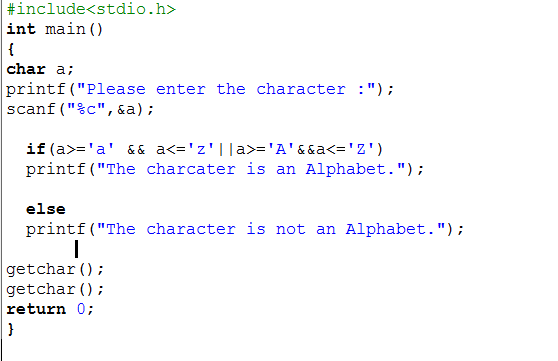 #include<stdio.h>
int main()
{
char a;
printf("Please enter the character :");
scanf("%c",&a);
if(a>='a' && a<='z'||a>='A'&&a<='Z')
printf("The charcater is an Alphabet.");
else
printf("The character is not an Alphabet.");
getchar();
getchar();
return 0;
}